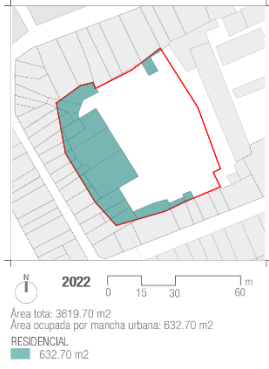 N
2022
0 15 30 60 m
Área tota: 3619.70 m2
Área ocupada por mancha urbana: 632.70 m2
RESIDENCIAL
632.70 m2